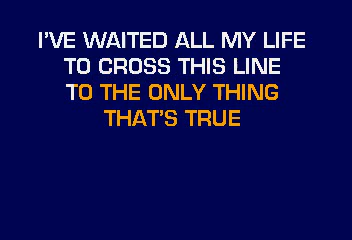 I'VE WAITED ALL MY LIFE
TO CROSS THIS LINE
TO THE ONLY THING
THAT'S TRUE